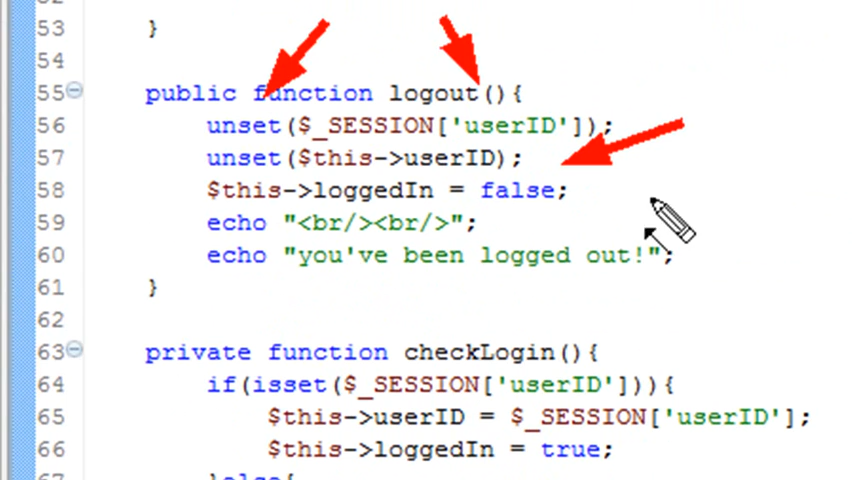 53 }
54
55 public function logout(){
56 unset($_SESSION['userID']);
57 unset($this->userID);
58 $this->loggedIn = false;
59 echo "<br/><br/>";
60 echo "you've been logged out!";
61 }
62
63 private function checkLogin(){
64 if(isset($_SESSION['userID'])){
65 $this->userID = $_SESSION['userID'];
66 $this->loggedIn = true;
67 }else{